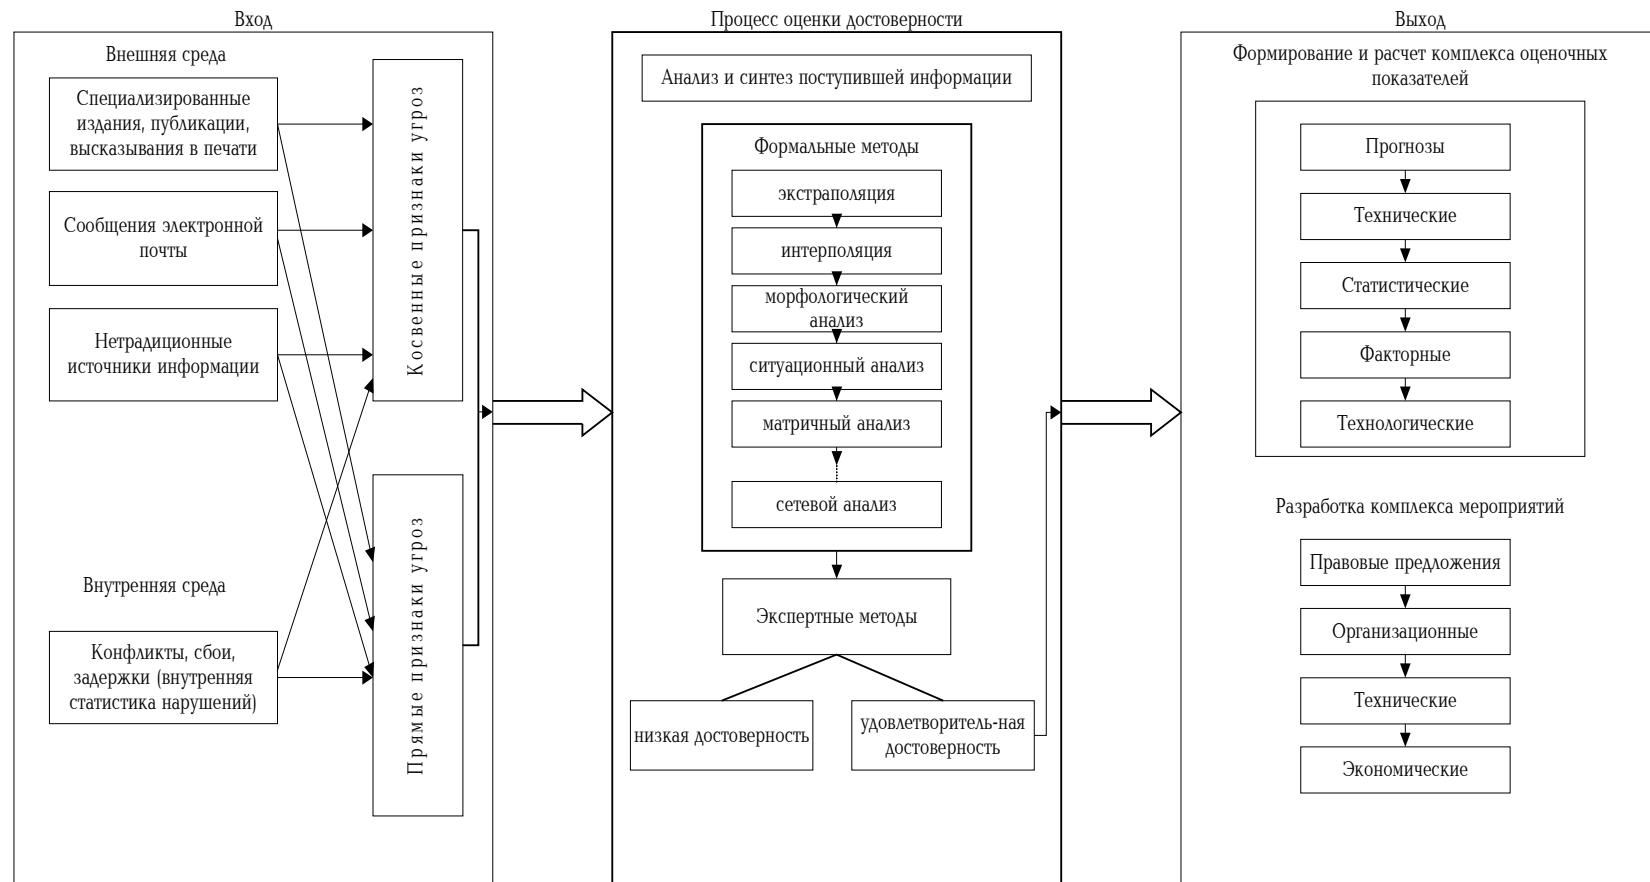 Вход
Внешняя среда
Специализированные
издания, публикации,
высказывания в печати
Сообщения электронной
почты
Нетрадиционные
источники информации
Внутренняя среда
Конфликты, сбои,
задержки (внутренняя
статистика нарушений)
Косвенные признаки угроз
Прямые признаки угроз
Процесс оценки достоверности
Анализ и синтез поступившей информации
Формальные методы
экстраполяция
интерполяция
морфологический
анализ
ситуационный анализ
матричный анализ
сетевой анализ
Экспертные методы
низкая достоверность
удовлетворитель-ная
достоверность
Выход
Формирование и расчет комплекса оценочных
показателей
Прогнозы
Технические
Статистические
Факторные
Технологические
Разработка комплекса мероприятий
Правовые предложения
Организационные
Технические
Экономические